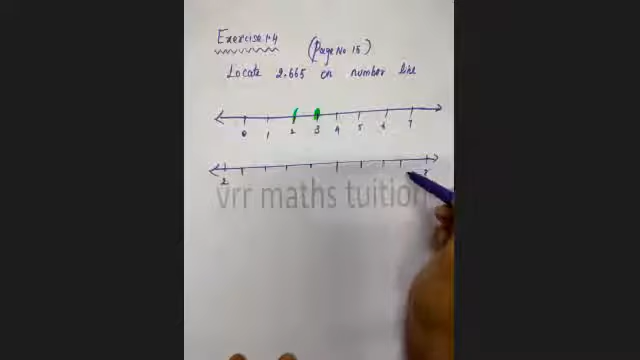 Exercise 1.4
(Page No 15)
Locate 2.665 on number line
0 1 2 3 4 5 6 7
2 3
vrr maths tuition